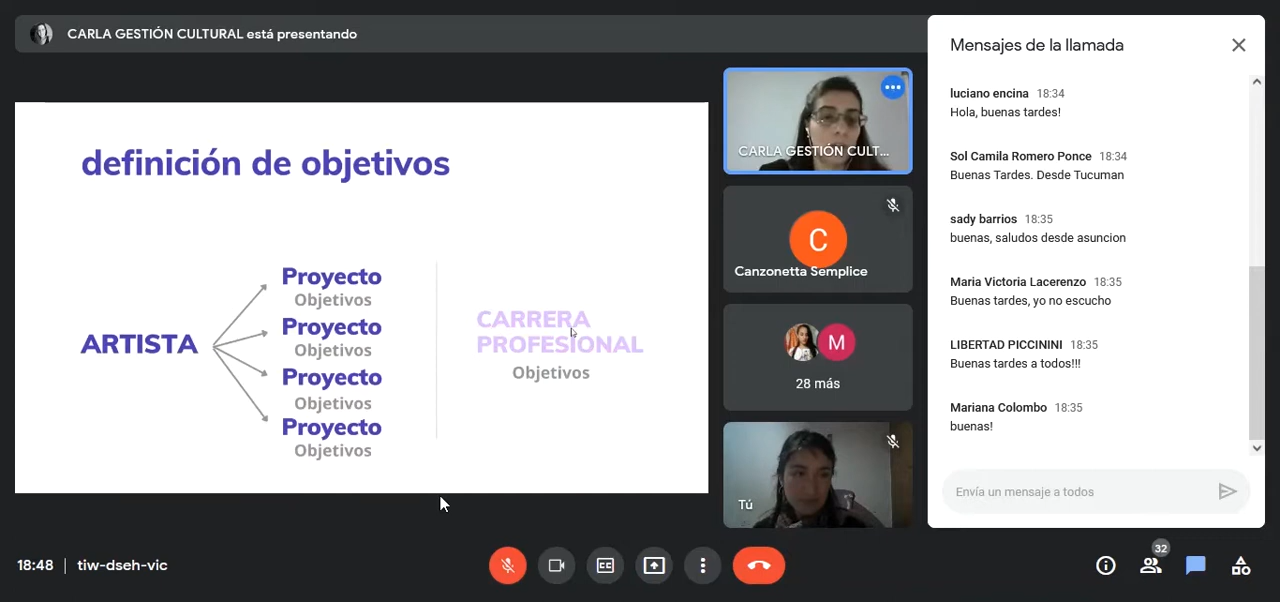 CARLA GESTIÓN CULTURAL está presentando
definición de objetivos
ARTISTA
Proyecto
Objetivos
Proyecto
Objetivos
Proyecto
Objetivos
Proyecto
Objetivos
CARRERA
PROFESIONAL
Objetivos
CARLA GESTIÓN CULT...
C
Canzonetta Semplice
M
28 más
Tú
Mensajes de la llamada
luciano encina 18:34
Hola, buenas tardes!
Sol Camila Romero Ponce 18:34
Buenas Tardes. Desde Tucuman
sady barrios 18:35
buenas, saludos desde asuncion
Maria Victoria Lacerenzo 18:35
Buenas tardes, yo no escucho
LIBERTAD PICCININI 18:35
Buenas tardes a todos!!!
Mariana Colombo 18:35
buenas!
Envía un mensaje a todos
18:48 | tiw-dseh-vic
CC
32